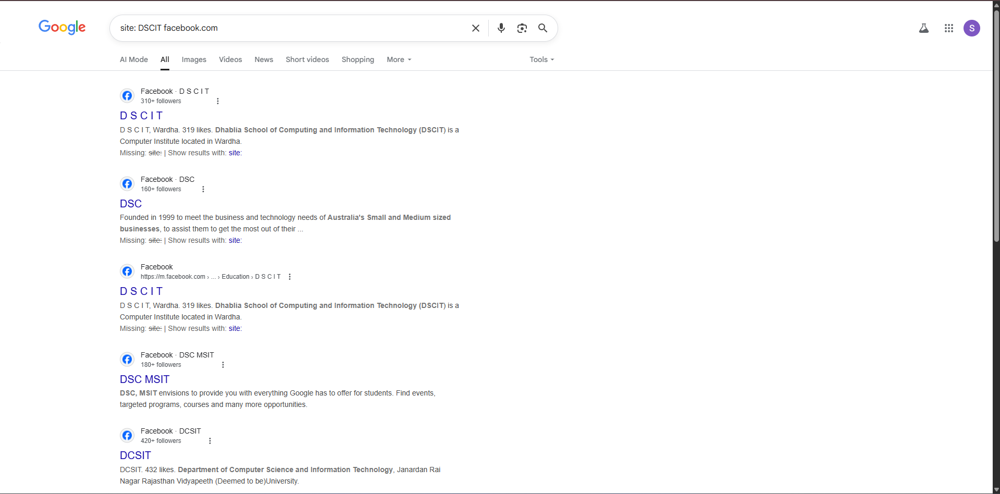 Google
site: DSCIT facebook.com
S
AI Mode All Images Videos News Short videos Shopping More Tools
Facebook · D S C I T
310+ followers
D S C I T
D S C I T, Wardha. 319 likes. Dhablia School of Computing and Information Technology (DSCIT) is a
Computer Institute located in Wardha.
Missing: site: | Show results with: site:
Facebook · DSC
160+ followers
DSC
Founded in 1999 to meet the business and technology needs of Australia's Small and Medium sized
businesses, to assist them to get the most out of their ...
Missing: site: | Show results with: site:
Facebook
https://m.facebook.com › ... › Education › D S C I T
D S C I T
D S C I T, Wardha. 319 likes. Dhablia School of Computing and Information Technology (DSCIT) is a
Computer Institute located in Wardha.
Missing: site: | Show results with: site:
Facebook · DSC MSIT
180+ followers
DSC MSIT
DSC, MSIT envisions to provide you with everything Google has to offer for students. Find events,
targeted programs, courses and many more opportunities.
Facebook · DCSIT
420+ followers
DCSIT
DCSIT. 432 likes. Department of Computer Science and Information Technology, Janardan Rai
Nagar Rajasthan Vidyapeeth (Deemed to be)University.